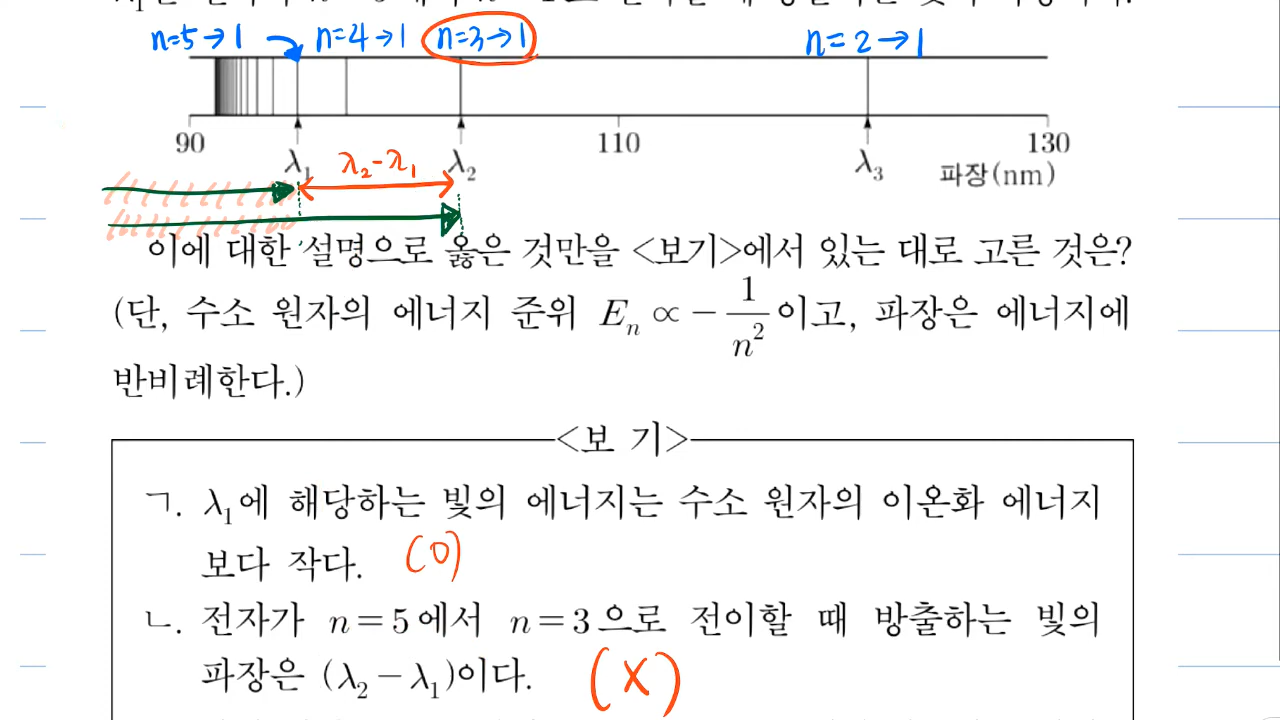 n=5→1 n=4→1 n=3→1 n=2→1
90 110 130
λ₁ λ₂-λ₁ λ₂ λ₃ 파장(nm)
이에 대한 설명으로 옳은 것만을 <보기>에서 있는 대로 고른 것은?
(단, 수소 원자의 에너지 준위 Eₙ ∝ - 1/n² 이고, 파장은 에너지에
반비례한다.)
<보 기>
ㄱ. λ₁에 해당하는 빛의 에너지는 수소 원자의 이온화 에너지
보다 작다. (O)
ㄴ. 전자가 n=5에서 n=3으로 전이할 때 방출하는 빛의
파장은 (λ₂-λ₁)이다. (X)